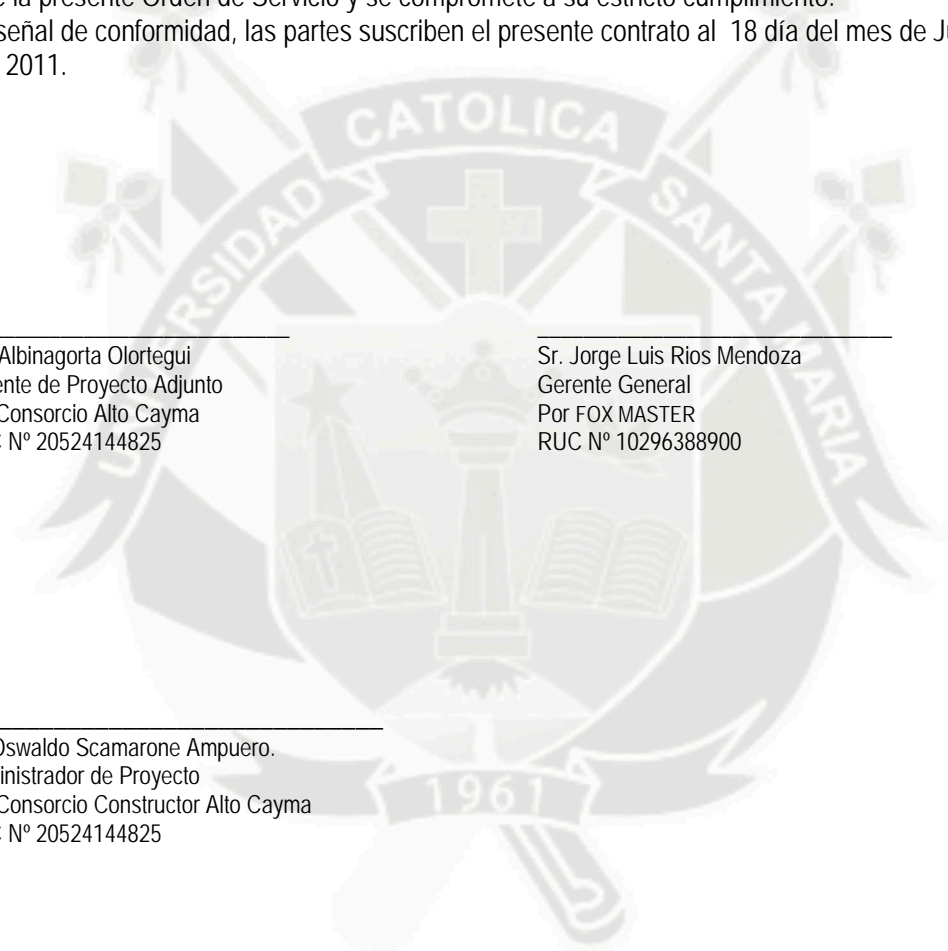 la presente Orden de Servicio y se compromete a su estricto cumplimiento.
señal de conformidad, las partes suscriben el presente contrato al 18 día del mes de
2011.
CATOLICA
UNIVERSIDAD
SANTA MARIA
Albinagorta Olortegui
Sr. Jorge Luis Rios Mendoza
de Proyecto Adjunto
Gerente General
Consorcio Alto Cayma
Por FOX MASTER
Nº 20524144825
RUC Nº 10296388900
Oswaldo Scamarone Ampuero.
de Proyecto
Consorcio Constructor Alto Cayma
Nº 20524144825
1961